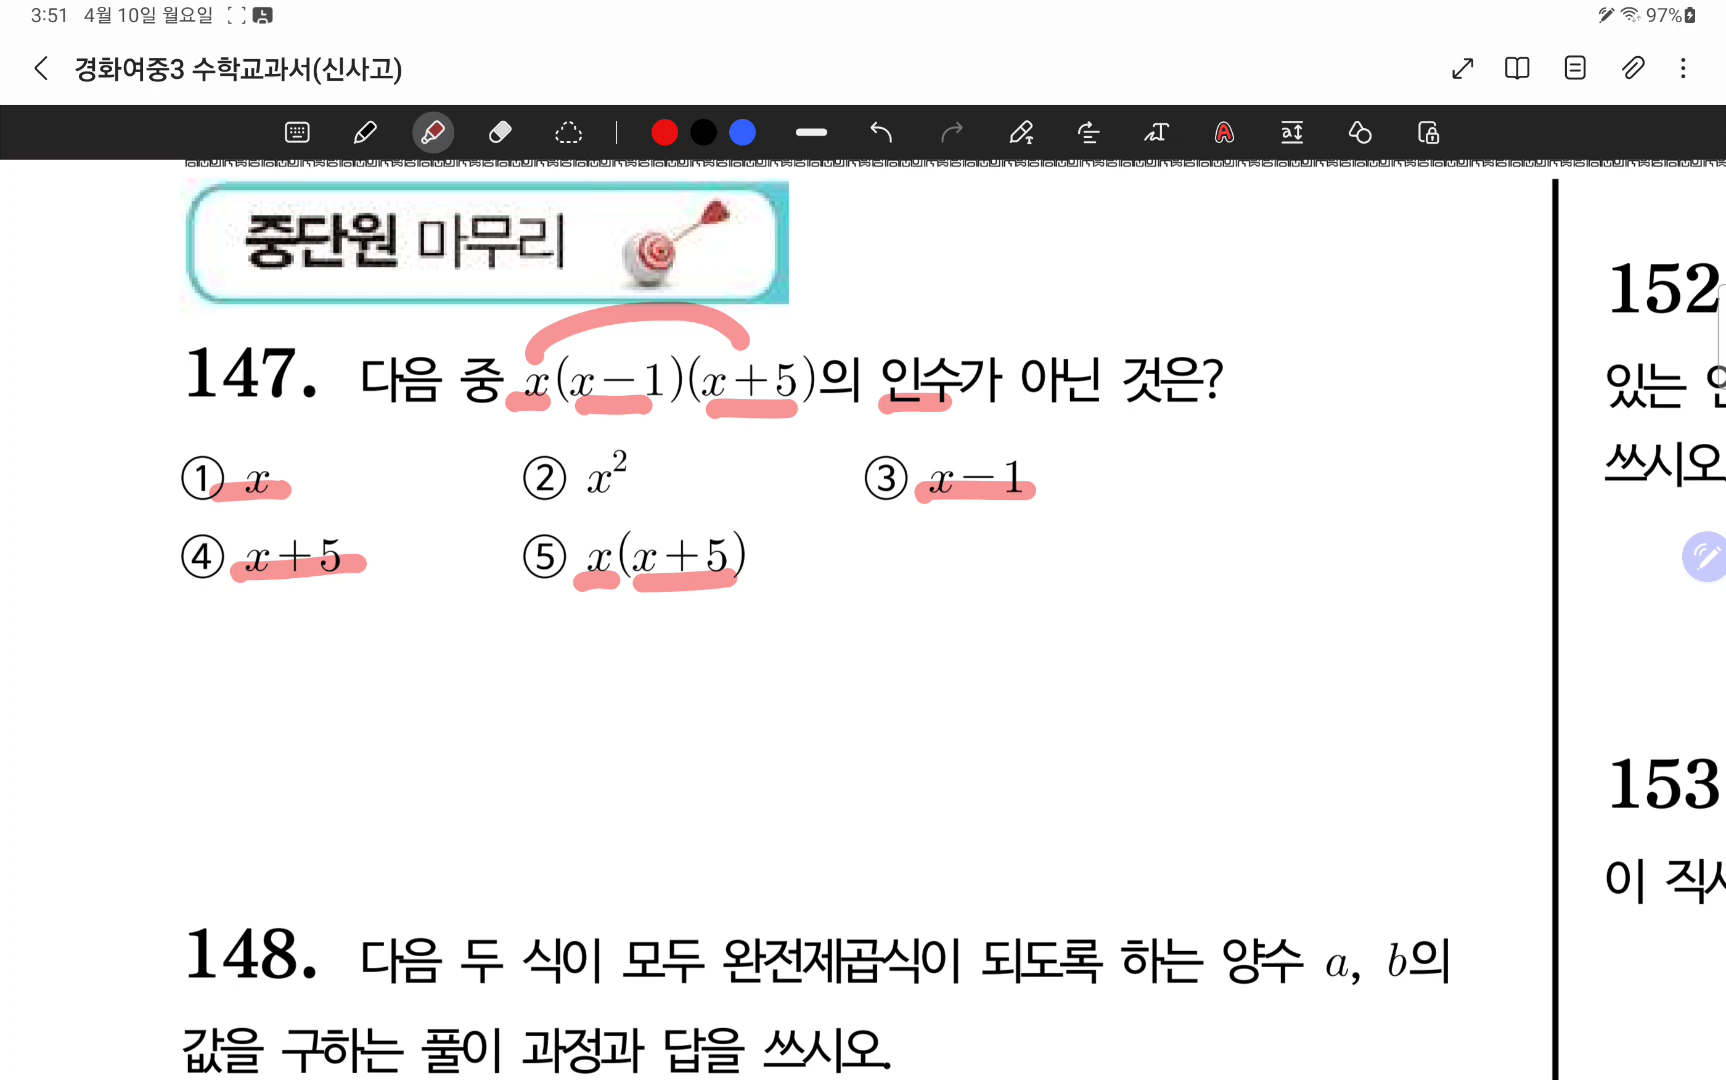 3:51 4월 10일 월요일
97%
경화여중3 수학교과서(신사고)
중단원 마무리
147. 다음 중 x(x-1)(x+5)의 인수가 아닌 것은?
① x ② x² ③ x-1
④ x+5 ⑤ x(x+5)
148. 다음 두 식이 모두 완전제곱식이 되도록 하는 양수 a, b의
값을 구하는 풀이 과정과 답을 쓰시오.
152
있는
쓰시오
153
이